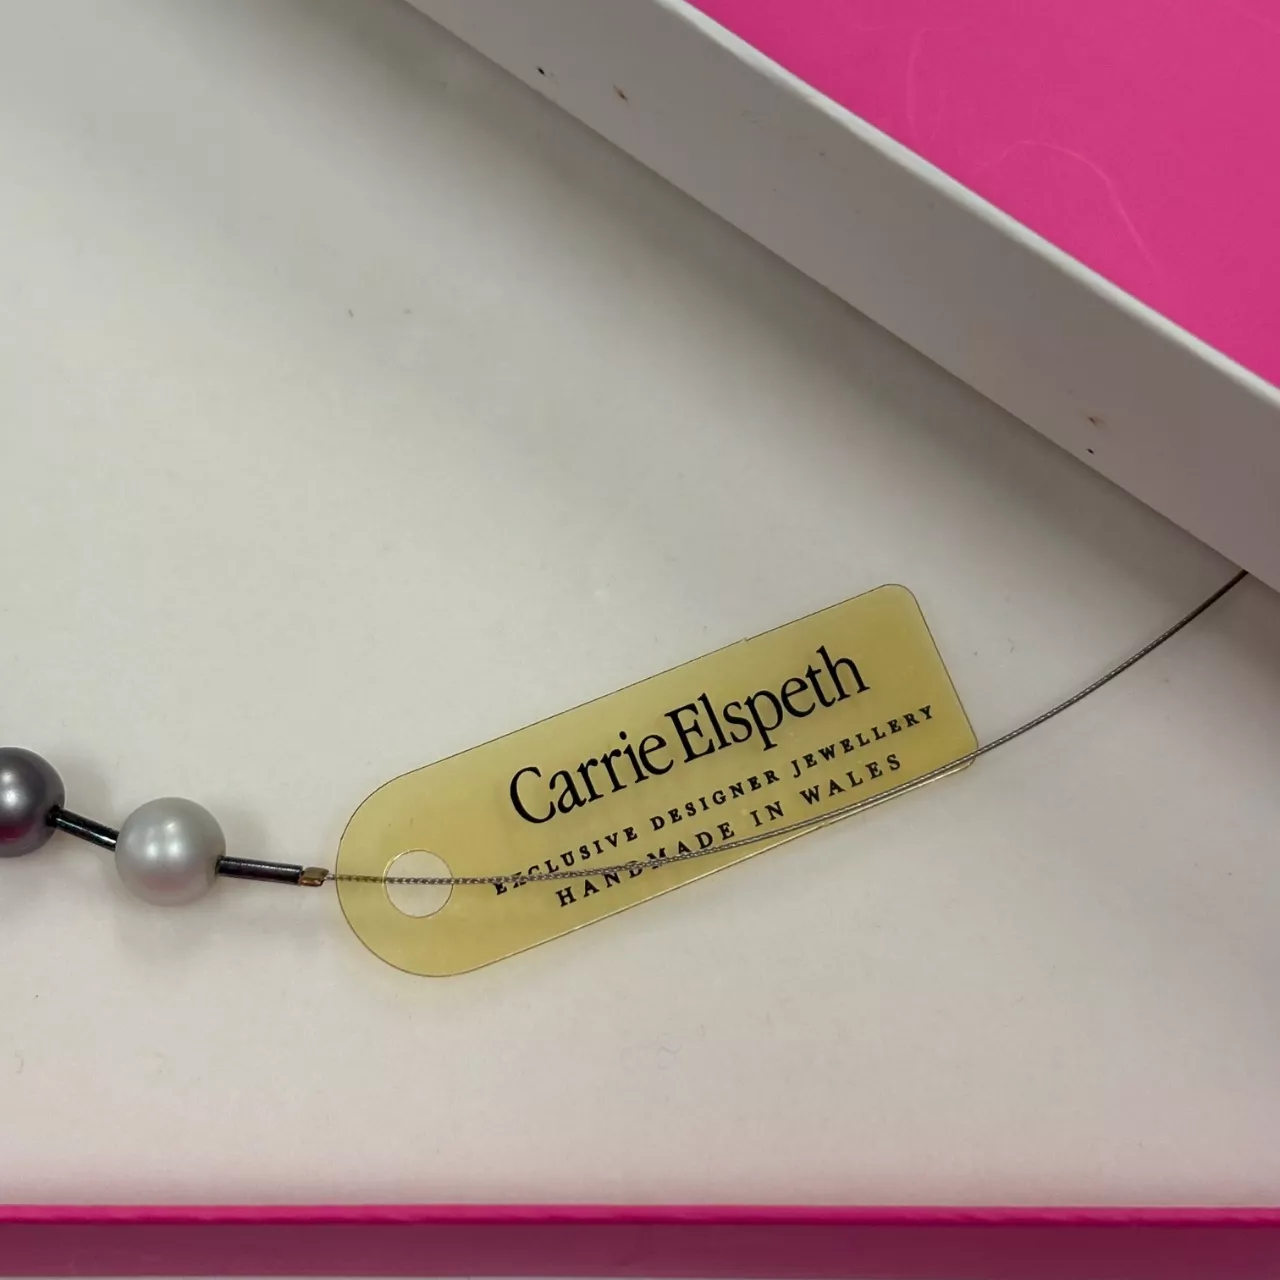 Carrie Elspeth
EXCLUSIVE DESIGNER JEWELLERY
HANDMADE IN WALES